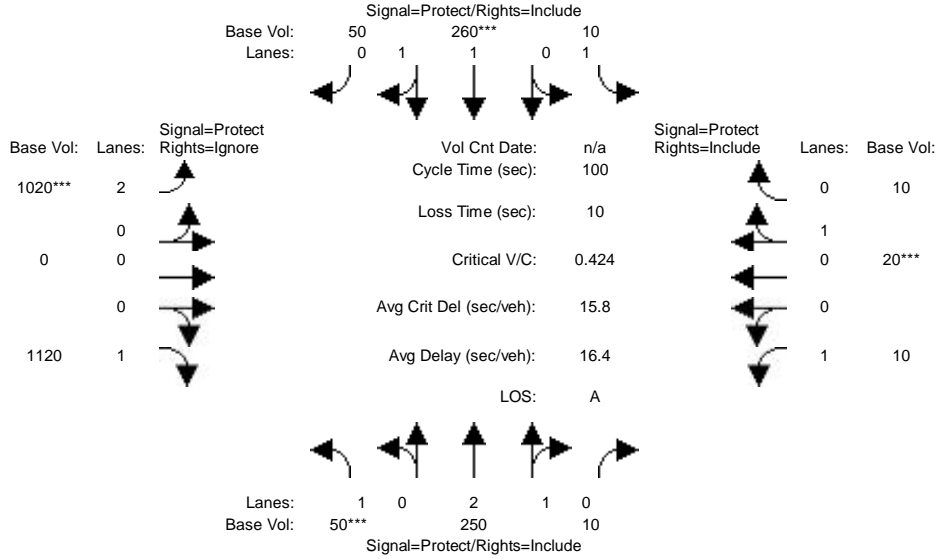 Signal=Protect/Rights=Include
Base Vol: 50 260*** 10
Lanes: 0 1 1 0 1
Signal=Protect
Base Vol: Lanes: Rights=Ignore
Vol Cnt Date: n/a
Signal=Protect
Rights=Include Lanes: Base Vol:
Cycle Time (sec): 100
1020*** 2
0 10
Loss Time (sec): 10
0
1
0 0
Critical V/C: 0.424
0 20***
0
Avg Crit Del (sec/veh): 15.8
0
1120 1
Avg Delay (sec/veh): 16.4
1 10
LOS: A
Lanes: 1 0 2 1 0
Base Vol: 50*** 250 10
Signal=Protect/Rights=Include